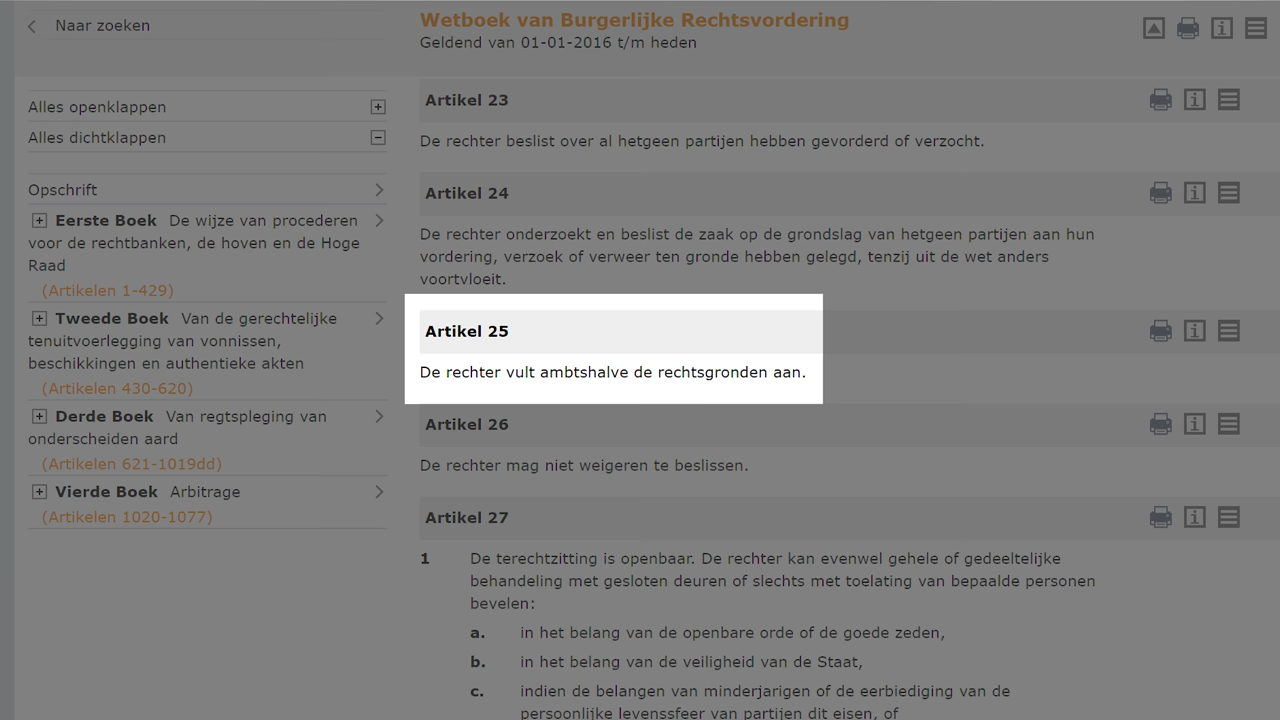 Naar zoeken
Wetboek van Burgerlijke Rechtsvordering
Geldend van 01-01-2016 t/m heden
Alles openklappen
Alles dichtklappen
Opschrift
Eerste Boek De wijze van procederen
voor de rechtbanken, de hoven en de Hoge
Raad
(Artikelen 1-429)
Tweede Boek Van de gerechtelijke
tenuitvoerlegging van vonnissen,
beschikkingen en authentieke akten
(Artikelen 430-620)
Derde Boek Van regtspleging van
onderscheiden aard
(Artikelen 621-1019dd)
Vierde Boek Arbitrage
(Artikelen 1020-1077)
Artikel 23
De rechter beslist over al hetgeen partijen hebben gevorderd of verzocht.
Artikel 24
De rechter onderzoekt en beslist de zaak op de grondslag van hetgeen partijen aan hun
vordering, verzoek of verweer ten gronde hebben gelegd, tenzij uit de wet anders
voortvloeit.
Artikel 25
De rechter vult ambtshalve de rechtsgronden aan.
Artikel 26
De rechter mag niet weigeren te beslissen.
Artikel 27
1 De terechtzitting is openbaar. De rechter kan evenwel gehele of gedeeltelijke
behandeling met gesloten deuren of slechts met toelating van bepaalde personen
bevelen:
a. in het belang van de openbare orde of de goede zeden,
b. in het belang van de veiligheid van de Staat,
c. indien de belangen van minderjarigen of de eerbiediging van de
persoonlijke levenssfeer van partijen dit eisen, of